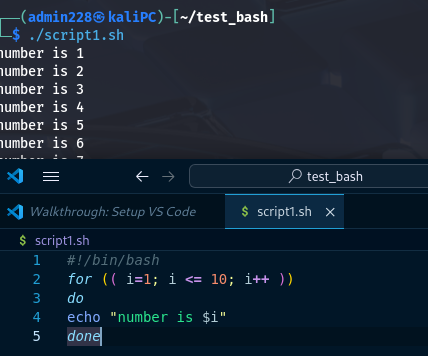 (admin228㉿kaliPC)-[~/test_bash]
$ ./script1.sh
number is 1
number is 2
number is 3
number is 4
number is 5
number is 6
test_bash
Walkthrough: Setup VS Code
$ script1.sh ×
$ script1.sh
1 #!/bin/bash
2 for (( i=1; i <= 10; i++ ))
3 do
4 echo "number is $i"
5 done